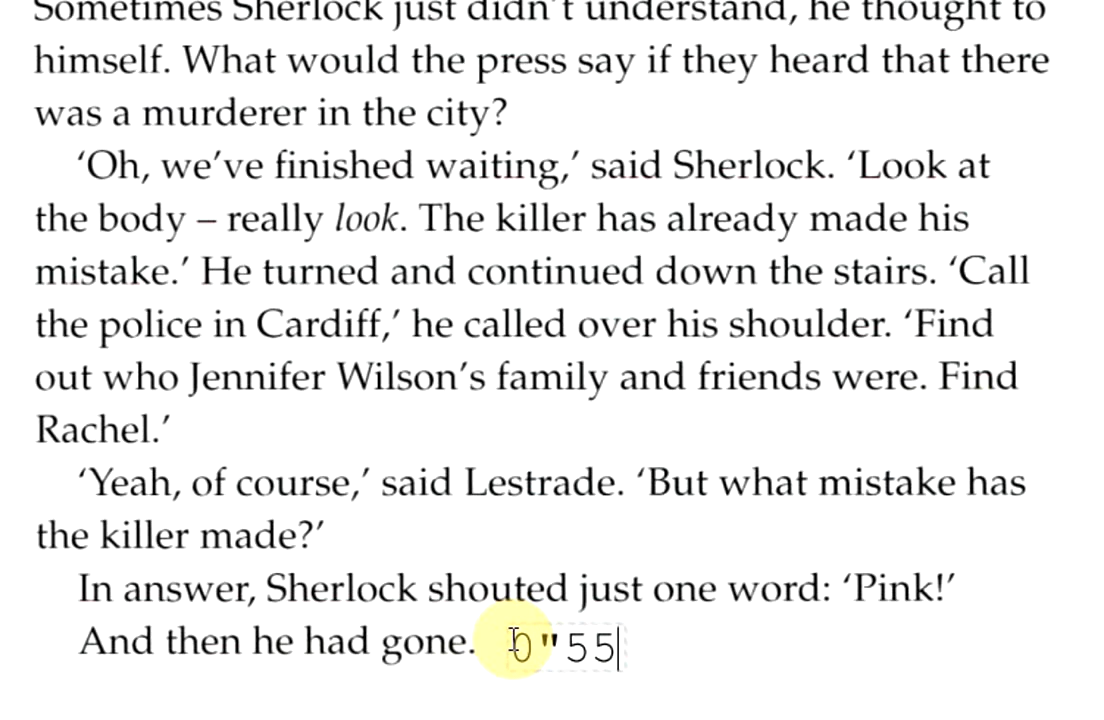 Sometimes Sherlock just didn't understand, he thought to
himself. What would the press say if they heard that there
was a murderer in the city?
‘Oh, we’ve finished waiting,’ said Sherlock. ‘Look at
the body – really look. The killer has already made his
mistake.’ He turned and continued down the stairs. ‘Call
the police in Cardiff,’ he called over his shoulder. ‘Find
out who Jennifer Wilson’s family and friends were. Find
Rachel.’
‘Yeah, of course,’ said Lestrade. ‘But what mistake has
the killer made?’
In answer, Sherlock shouted just one word: ‘Pink!’
And then he had gone. 0"55